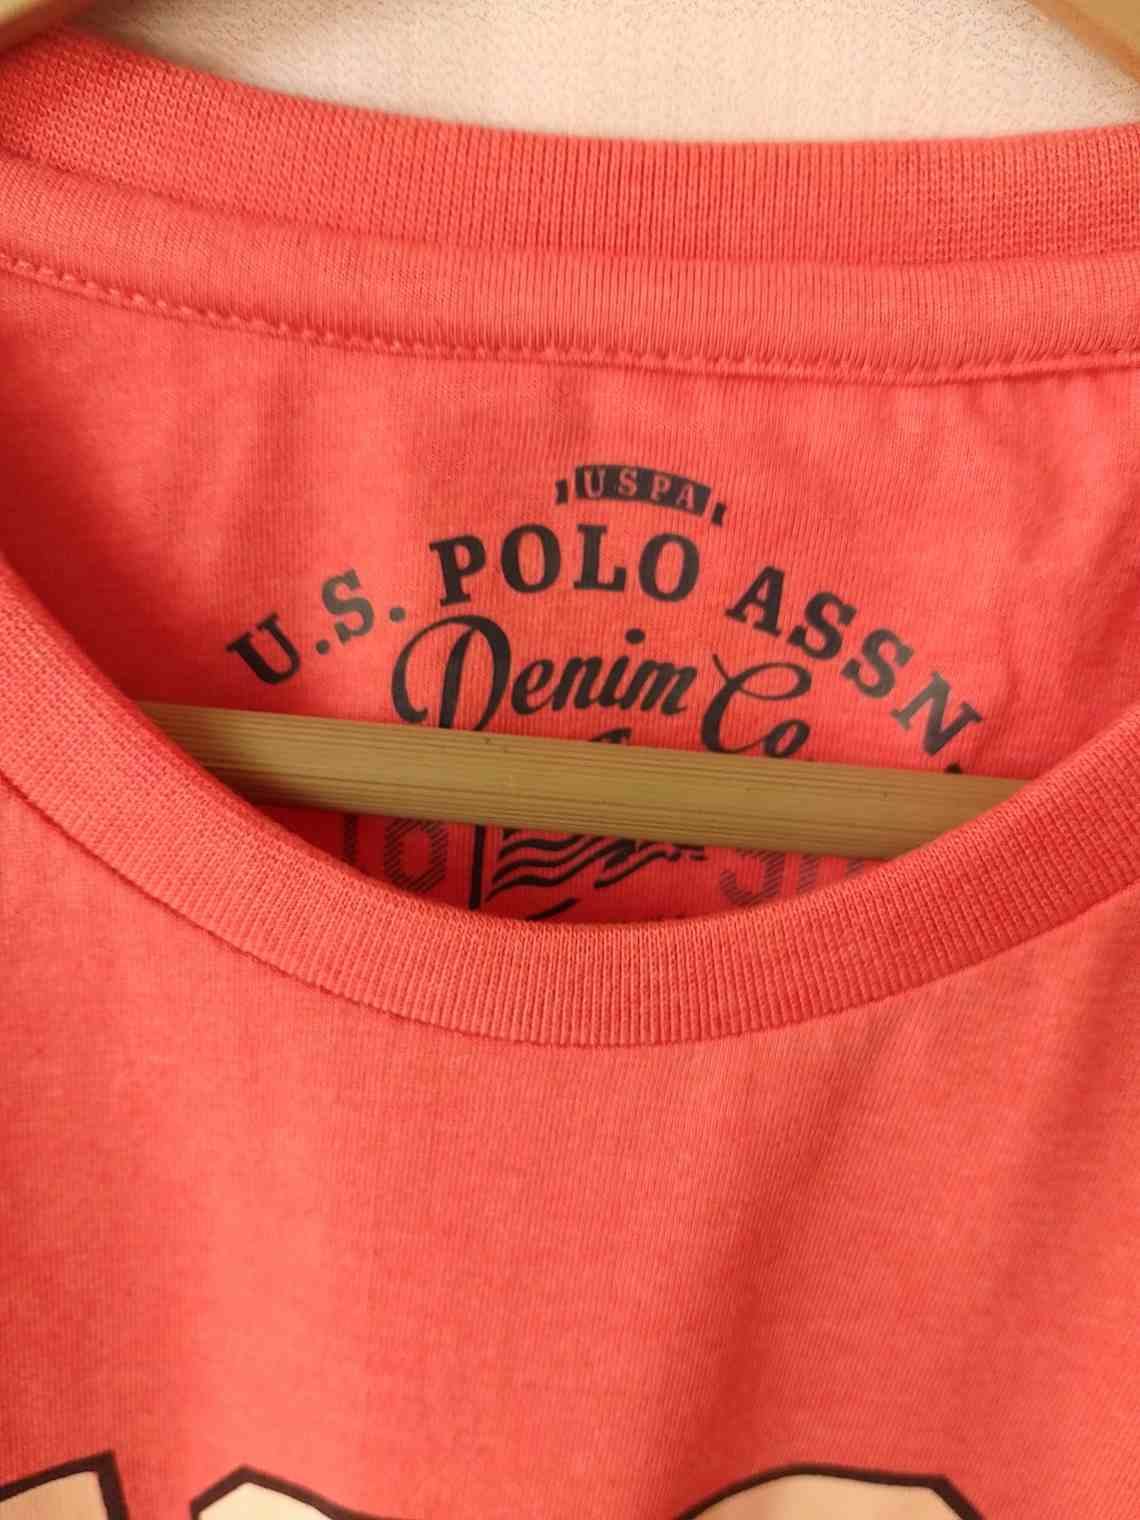 USPA
U.S. POLO ASSN.
Denim Co